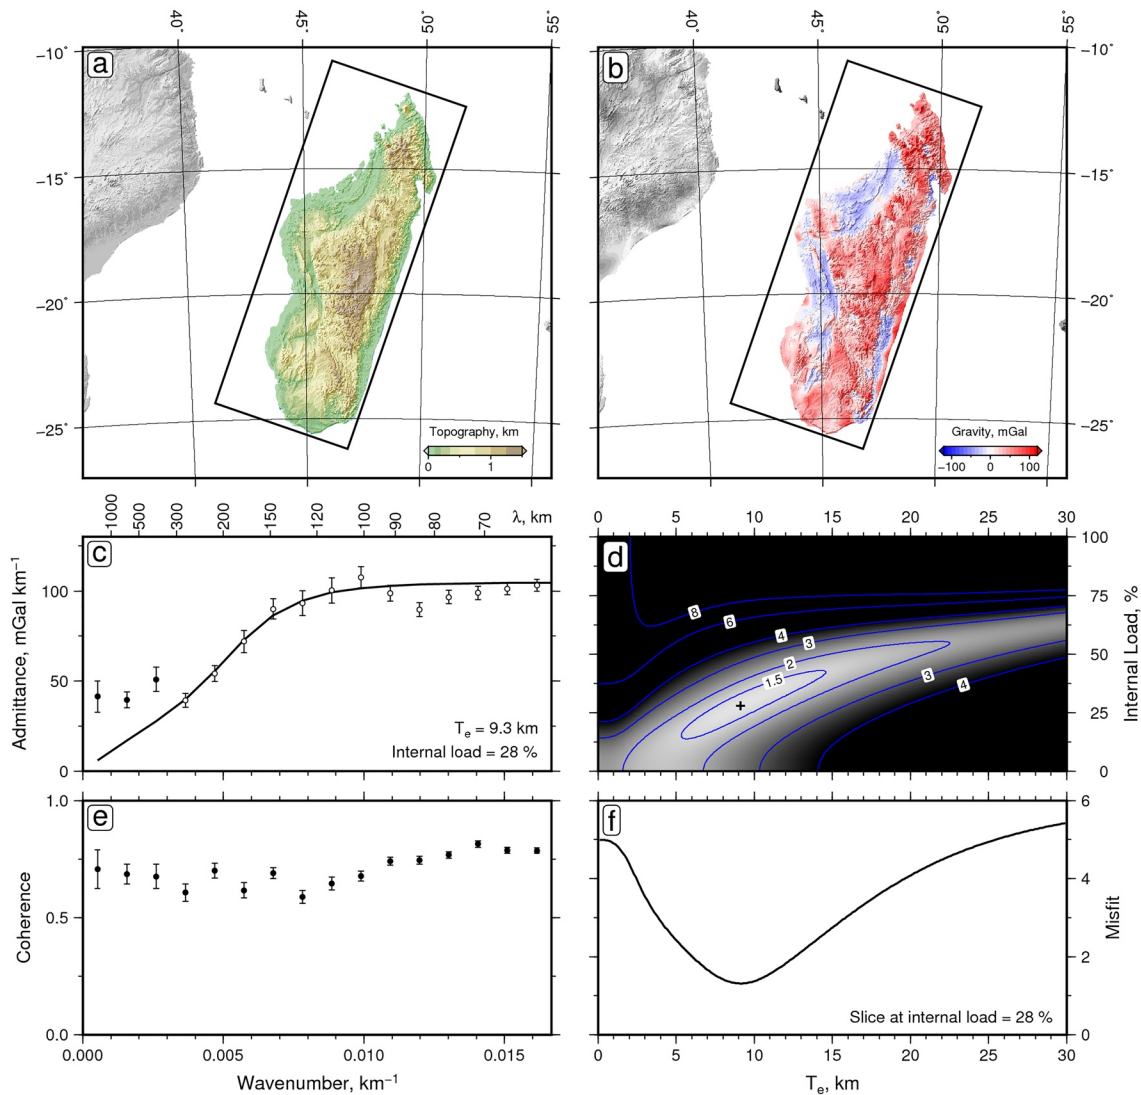 40° 45° 50° 55° 40° 45° 50° 55°
−10° a b −10°
−15° −15°
−20° −20°
−25° −25°
Topography, km Gravity, mGal
0 1 −100 0 100
1000 500 300 200 150 120 100 90 80 70 λ, km
0 5 10 15 20 25 30
Admittance, mGal km−1
100 50 0
c
Te = 9.3 km
Internal load = 28 %
d
8 6 4 3 2 1.5 3 4
100 75 50 25 0
Internal Load, %
Coherence
1.0 0.5 0.0
e
0.000 0.005 0.010 0.015
Wavenumber, km−1
f
Slice at internal load = 28 %
6 4 2 0
Misfit
0 5 10 15 20 25 30
Te, km